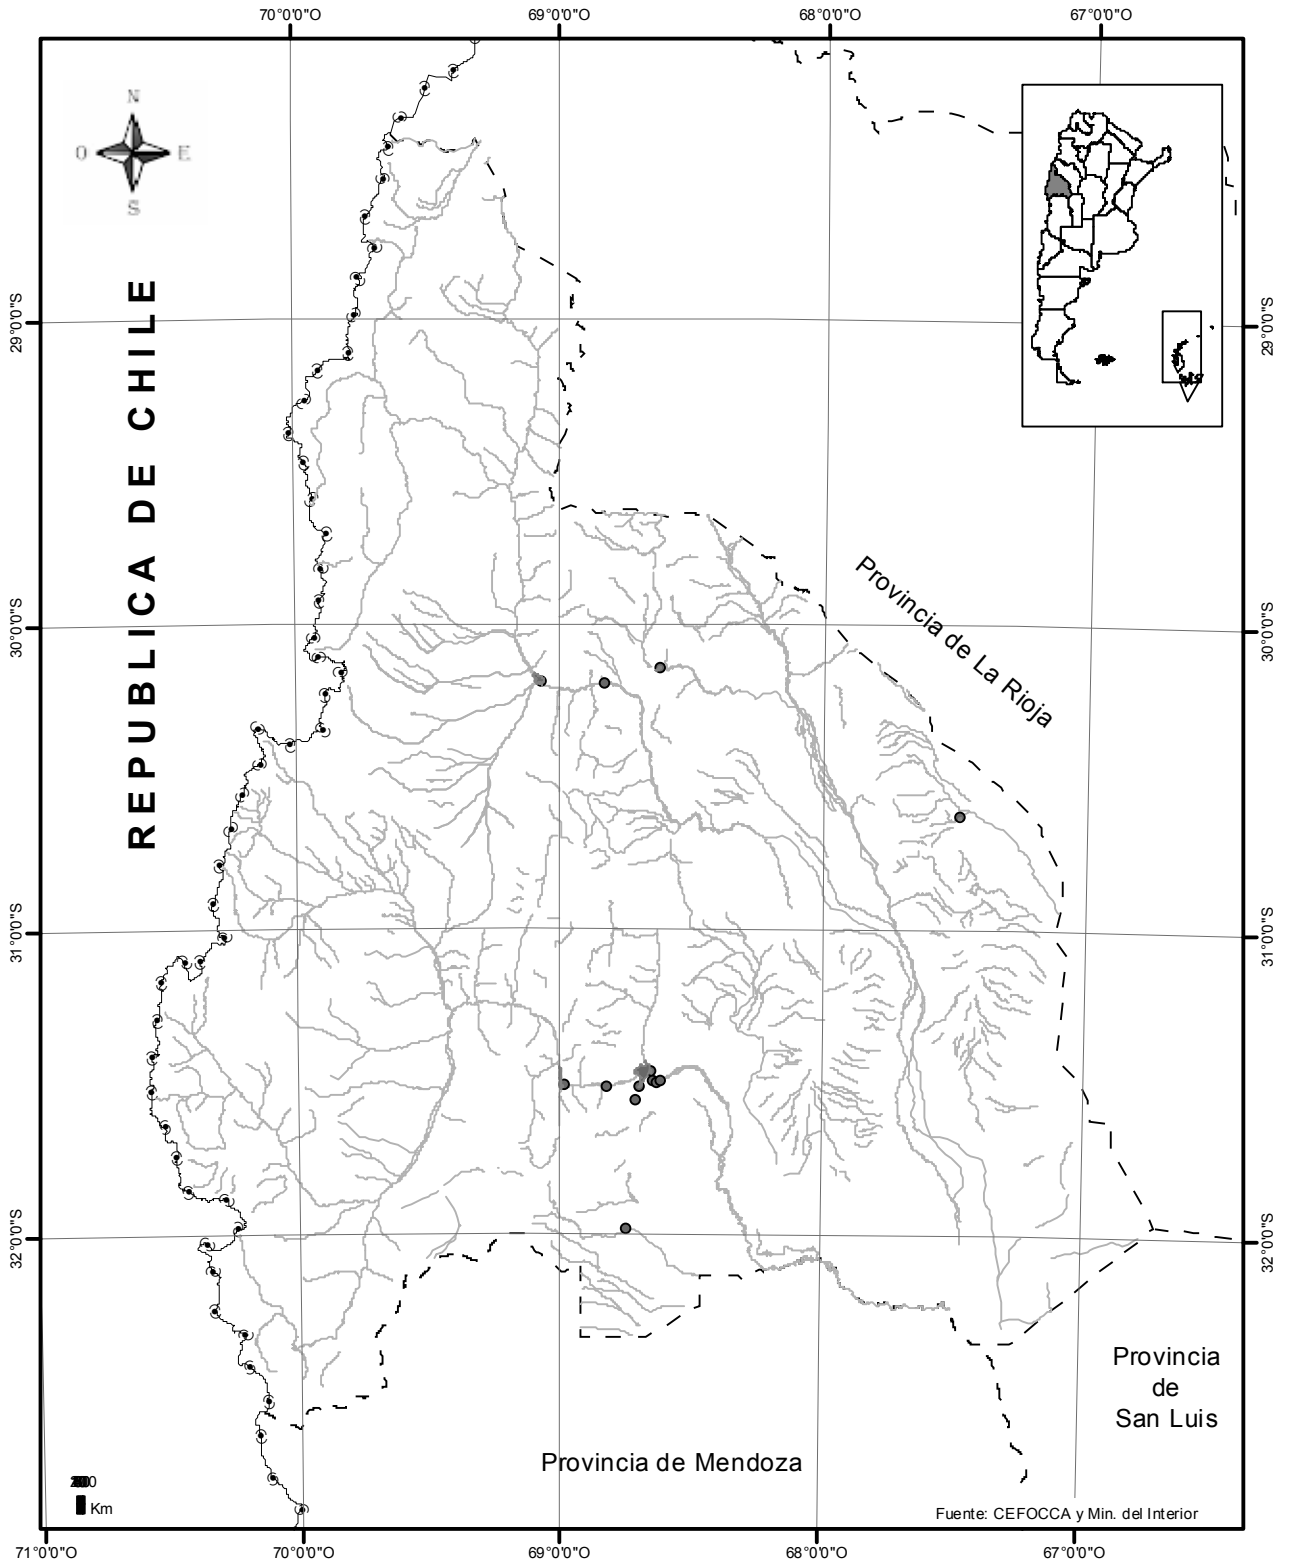 70°0'0"O
69°0'0"O
68°0'0"O
67°0'0"O
N
O
E
S
REPUBLICA DE CHILE
29°0'0"S
29°0'0"S
Provincia de La Rioja
30°0'0"S
30°0'0"S
31°0'0"S
31°0'0"S
32°0'0"S
32°0'0"S
Provincia
de
San Luis
Provincia de Mendoza
Km
Fuente: CEFOCCA y Min. del Interior
71°0'0"O
70°0'0"O
69°0'0"O
68°0'0"O
67°0'0"O